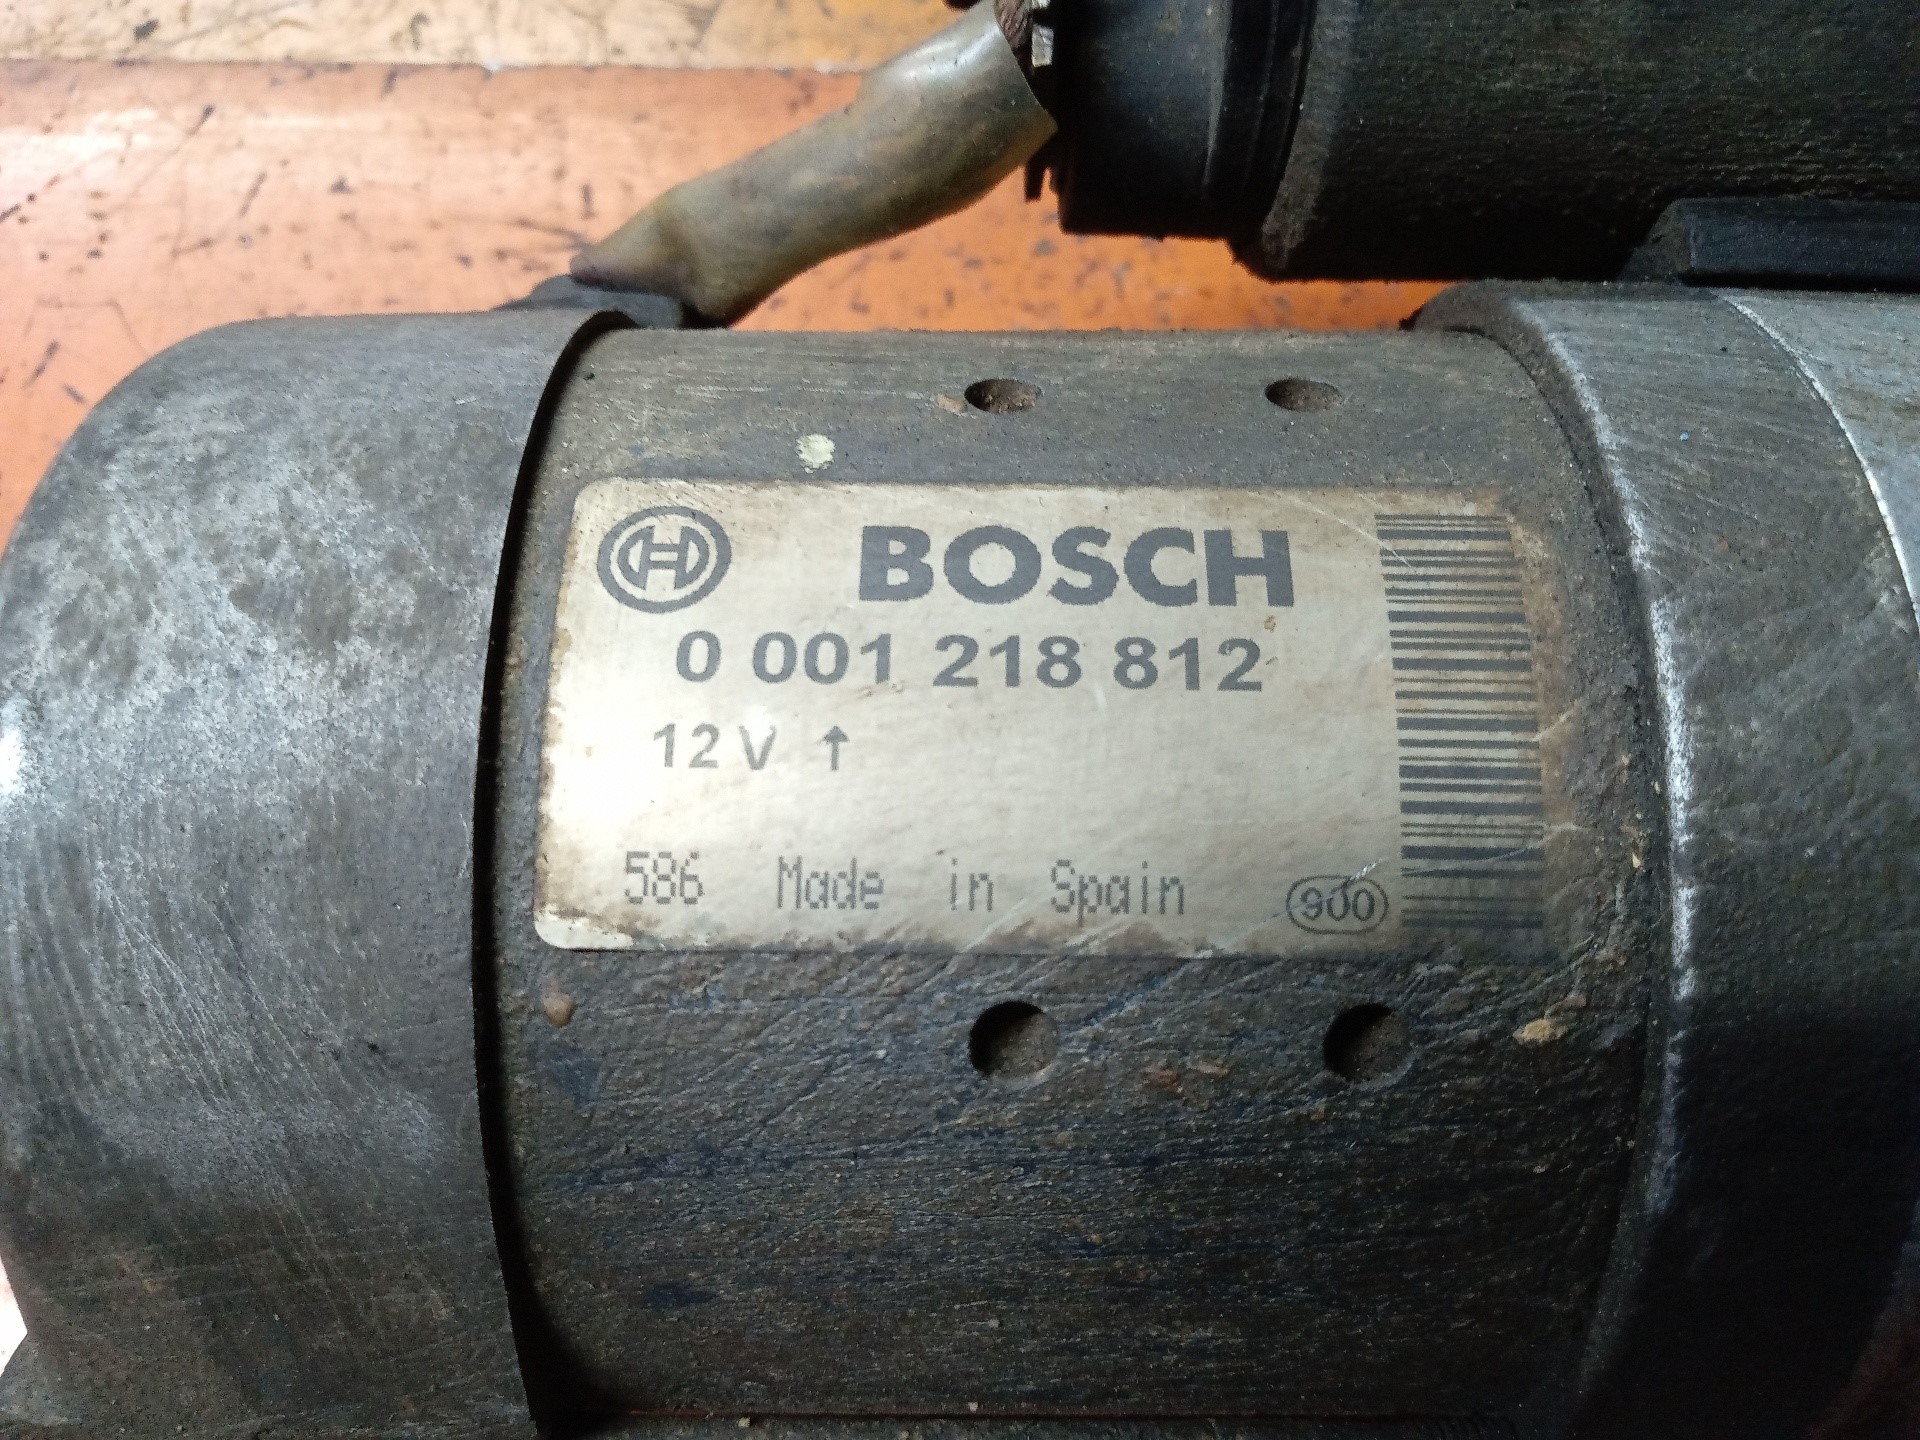 BOSCH
0 001 218 812
12 V ↑
586 Made in Spain 900